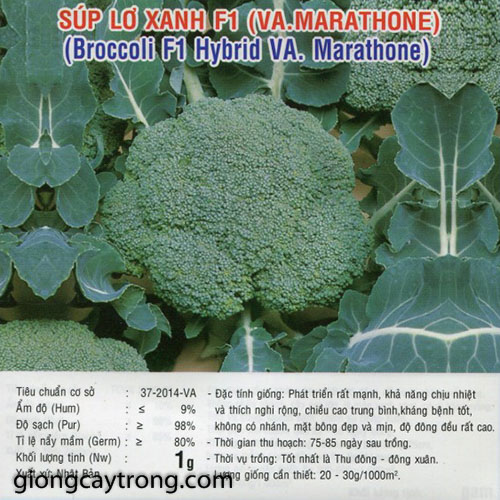 SÚP LƠ XANH F1 (VA.MARATHONE)
(Broccoli F1 Hybrid VA. Marathone)
Tiêu chuẩn cơ sở : 37-2014-VA
Ẩm độ (Hum) : ≤ 9%
Độ sạch (Pur) : ≥ 98%
Tỉ lệ nẩy mầm (Germ) : ≥ 80%
Khối lượng tịnh (Nw) : 1g
Xuất xứ: Nhật Bản
- Đặc tính giống: Phát triển rất mạnh, khả năng chịu nhiệt
và thích nghi rộng, chiều cao trung bình,kháng bệnh tốt,
không có nhánh, mặt bông đẹp và mịn, độ đông đều rất cao.
- Thời gian thu hoạch: 75-85 ngày sau trồng.
- Thời vụ trồng: Tốt nhất là Thu đông - đông xuân.
Lượng giống cần thiết: 20 - 30g/1000m².
giongcaytrong.com